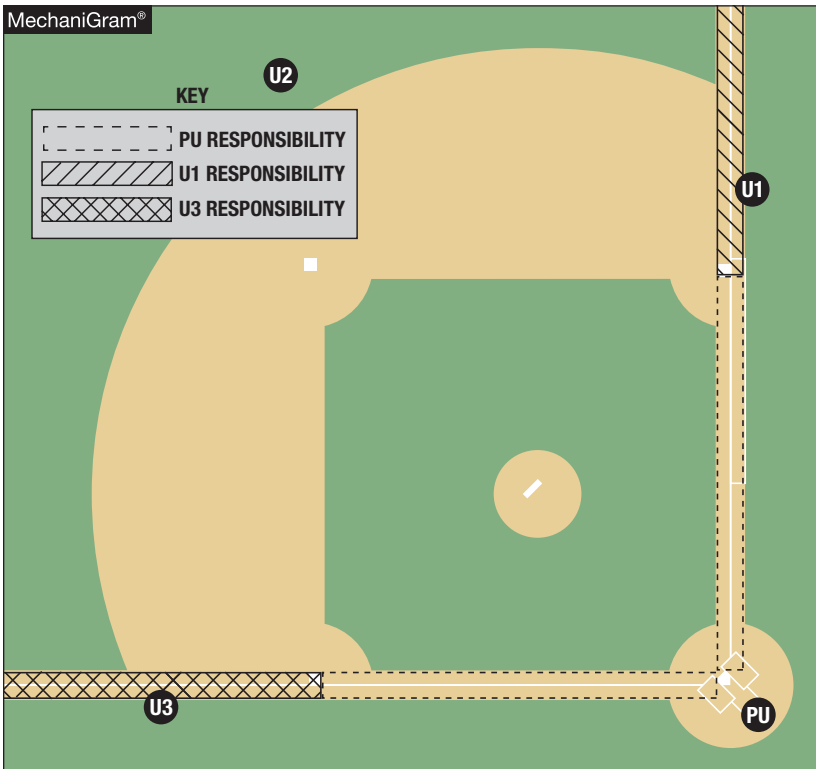 MechaniGram®
U2
KEY
PU RESPONSIBILITY
U1 RESPONSIBILITY
U3 RESPONSIBILITY
U1
U3
PU